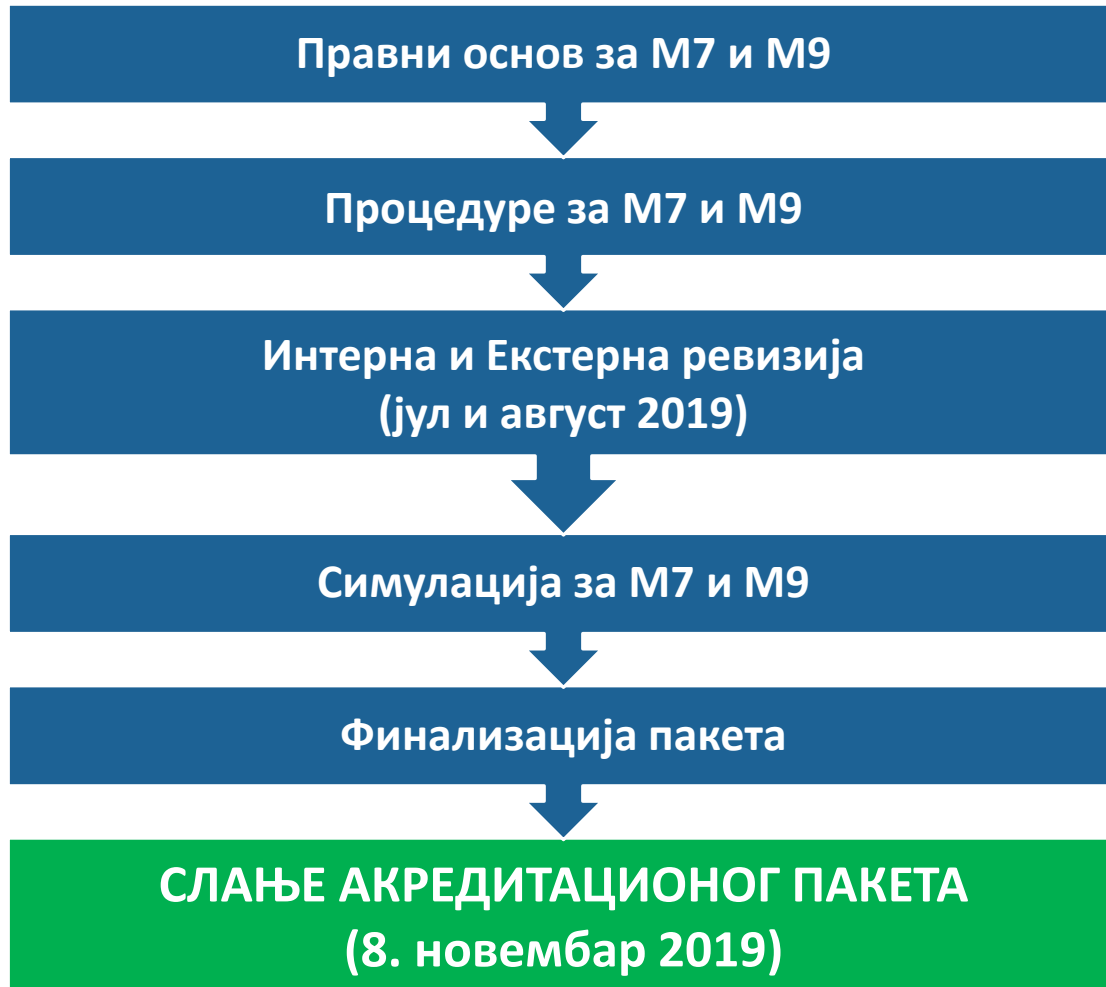 Правни основ за М7 и М9
Процедуре за М7 и М9
Интерна и Екстерна ревизија
(јул и август 2019)
Симулација за М7 и М9
Финализација пакета
СЛАЊЕ АКРЕДИТАЦИОНОГ ПАКЕТА
(8. новембар 2019)